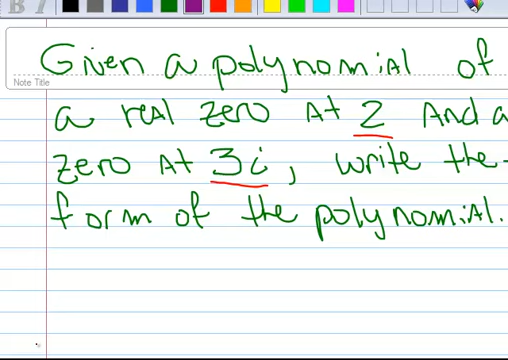 B I
Note Title
Given a polynomial of
a real zero at 2 and a
zero at 3i, write the
form of the polynomial.